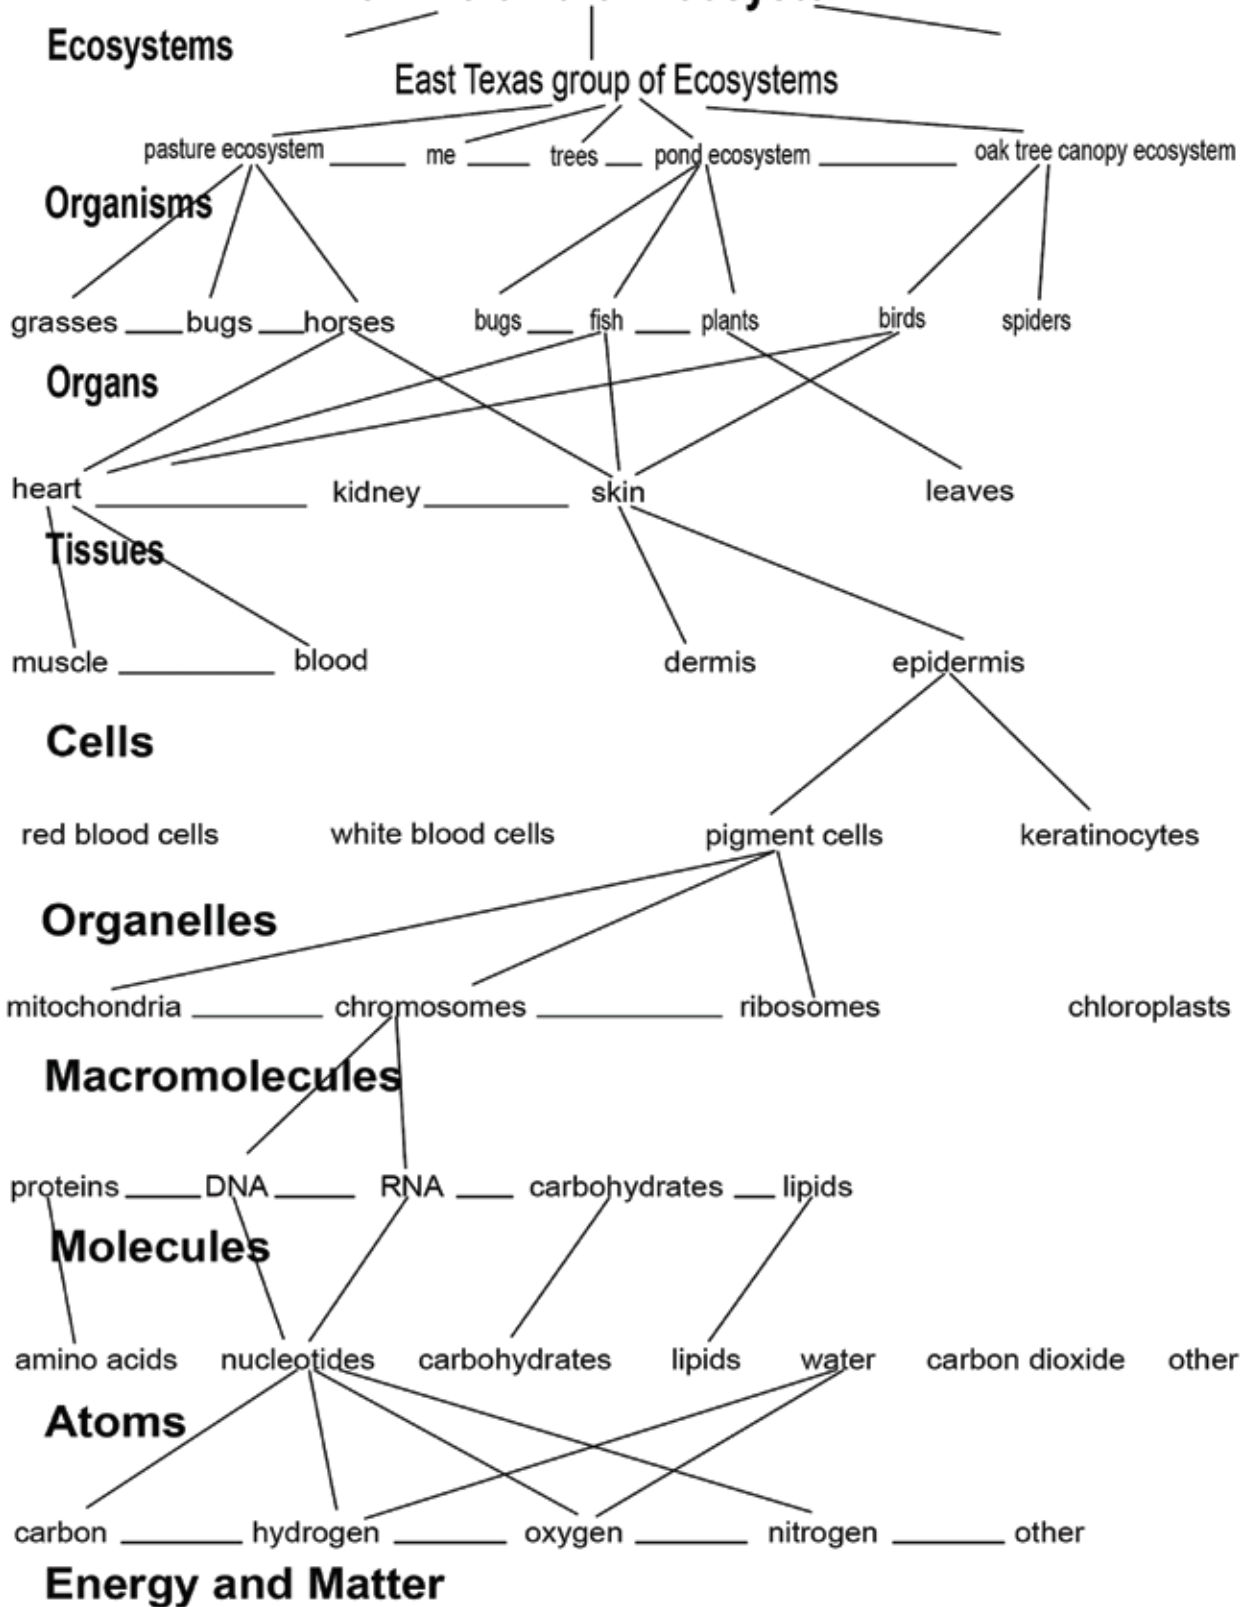 Ecosystems
East Texas group of Ecosystems
pasture ecosystem me trees pond ecosystem oak tree canopy ecosystem
Organisms
grasses bugs horses bugs fish plants birds spiders
Organs
heart kidney skin leaves
Tissues
muscle blood dermis epidermis
Cells
red blood cells white blood cells pigment cells keratinocytes
Organelles
mitochondria chromosomes ribosomes chloroplasts
Macromolecules
proteins DNA RNA carbohydrates lipids
Molecules
amino acids nucleotides carbohydrates lipids water carbon dioxide other
Atoms
carbon hydrogen oxygen nitrogen other
Energy and Matter